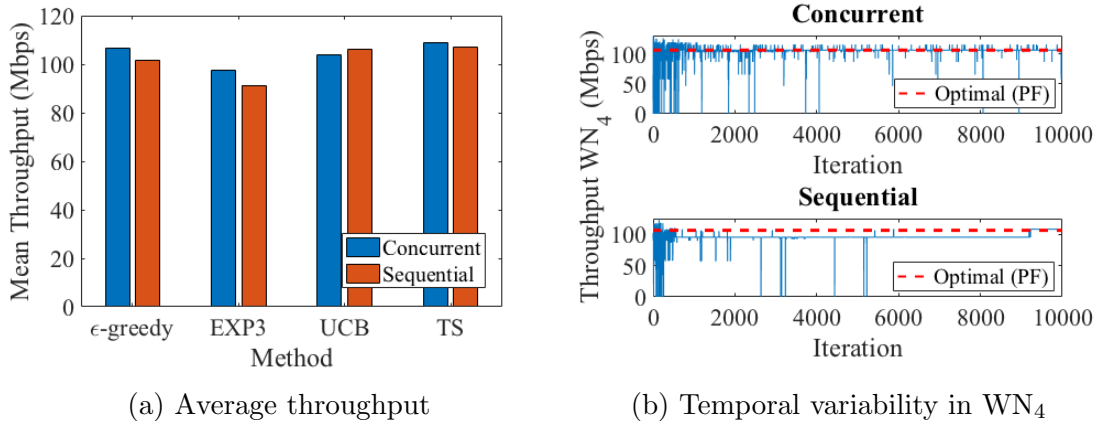 120
100
80
60
40
20
0
Mean Throughput (Mbps)
Concurrent
Sequential
ϵ-greedy EXP3 UCB TS
Method
(a) Average throughput
Concurrent
Throughput WN4 (Mbps)
100
50
0
Optimal (PF)
0 2000 4000 6000 8000 10000
Iteration
Sequential
100
50
0
Optimal (PF)
0 2000 4000 6000 8000 10000
Iteration
(b) Temporal variability in WN4